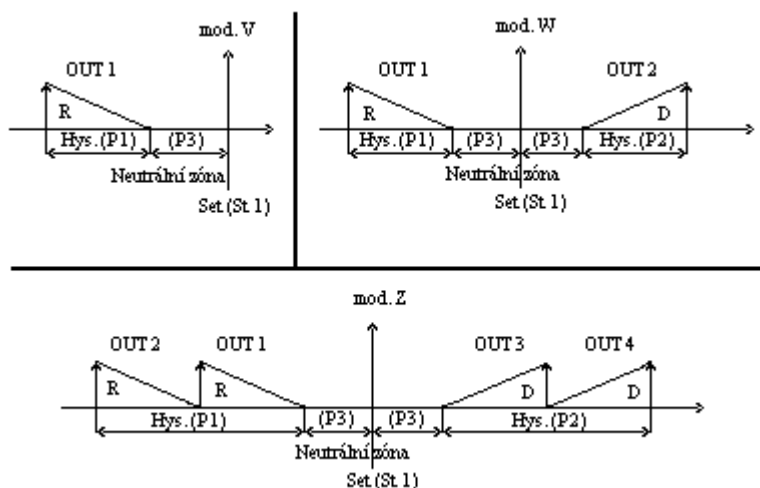 mod. V
OUT 1
R
Hys. (P1) (P3)
Neutrální zóna
Set (St. 1)
mod. W
OUT 1 OUT 2
R D
Hys. (P1) (P3) (P3) Hys. (P2)
Neutrální zóna
Set (St. 1)
mod. Z
OUT 2 OUT 1 OUT 3 OUT 4
R R D D
Hys. (P1) (P3) (P3) Hys. (P2)
Neutrální zóna
Set (St. 1)